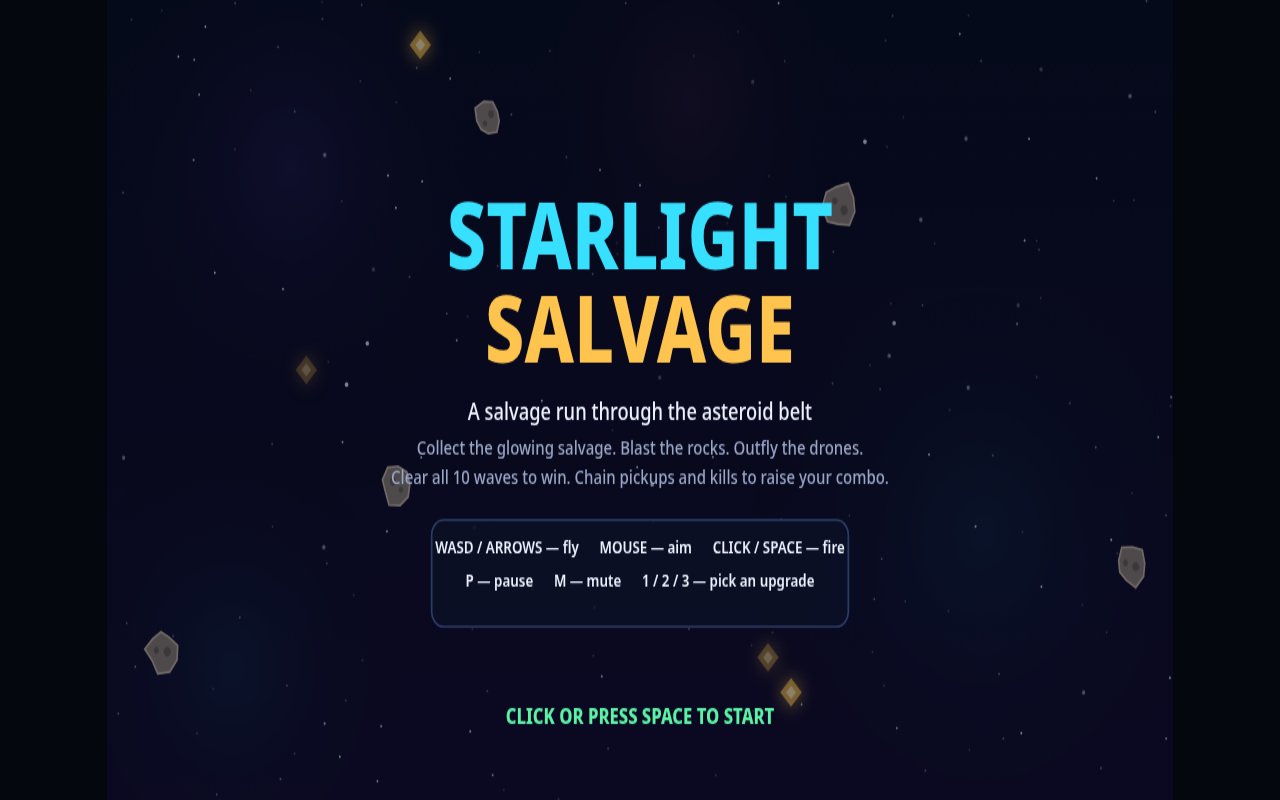 STARLIGHT
SALVAGE
A salvage run through the asteroid belt
Collect the glowing salvage. Blast the rocks. Outfly the drones.
Clear all 10 waves to win. Chain pickups and kills to raise your combo.
WASD / ARROWS — fly MOUSE — aim CLICK / SPACE — fire
P — pause M — mute 1 / 2 / 3 — pick an upgrade
CLICK OR PRESS SPACE TO START